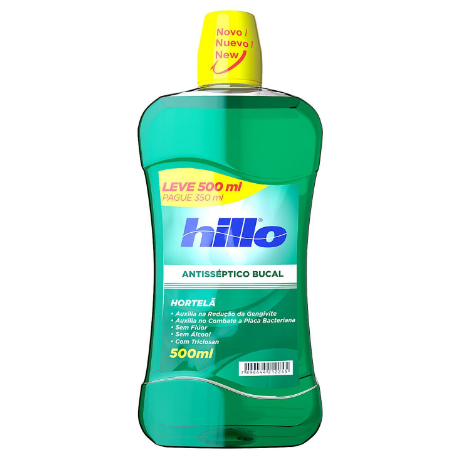 Novo!
Nuevo!
New
LEVE 500 ml
PAGUE 350 ml
hillo®
ANTISSÉPTICO BUCAL
HORTELÃ
• Auxilia na Redução da Gengivite
• Auxilia no Combate a Placa Bacteriana
• Sem Flúor
• Sem Álcool
• Com Triclosan
500ml